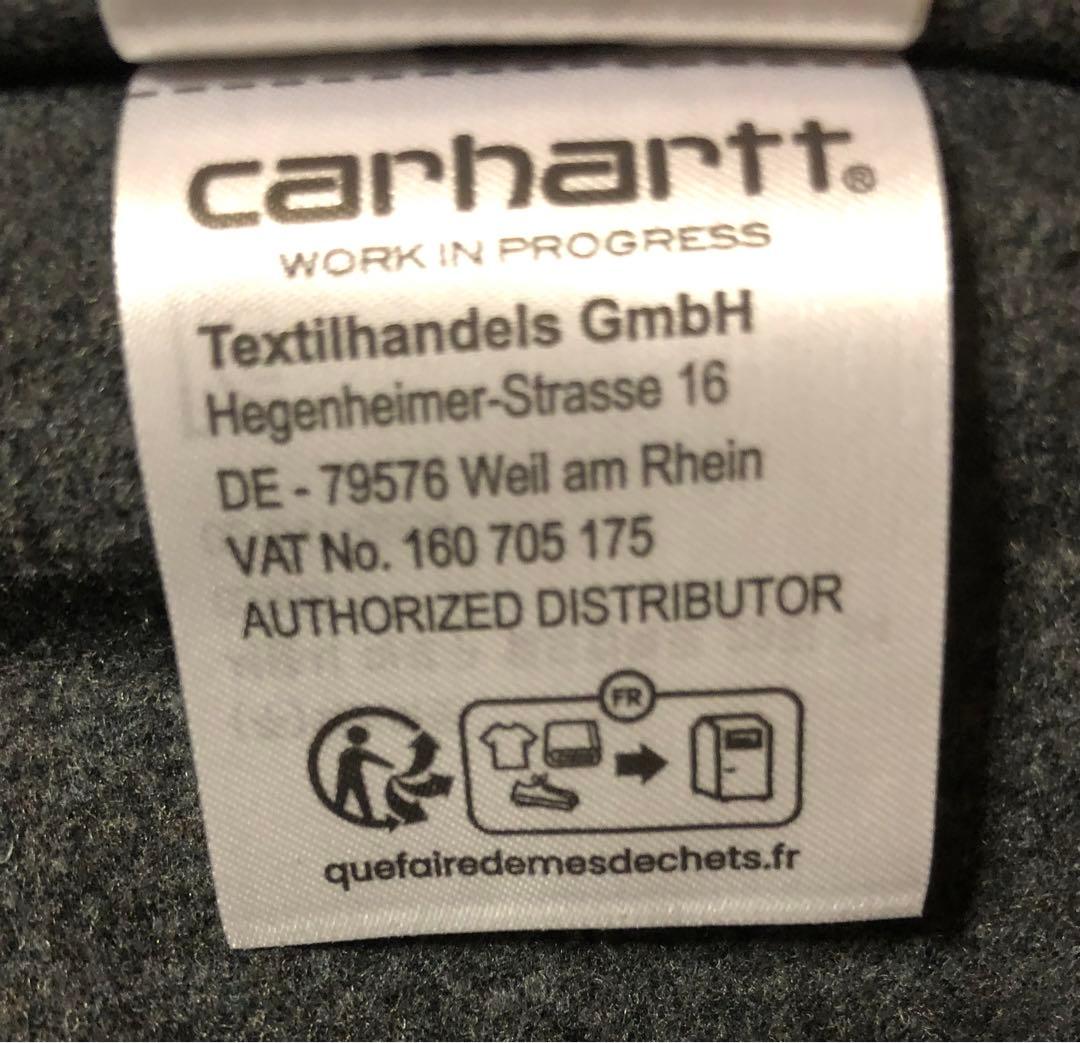 carhartt®
WORK IN PROGRESS
Textilhandels GmbH
Hegenheimer-Strasse 16
DE - 79576 Weil am Rhein
VAT No. 160 705 175
AUTHORIZED DISTRIBUTOR
FR
quefairedemesdechets.fr